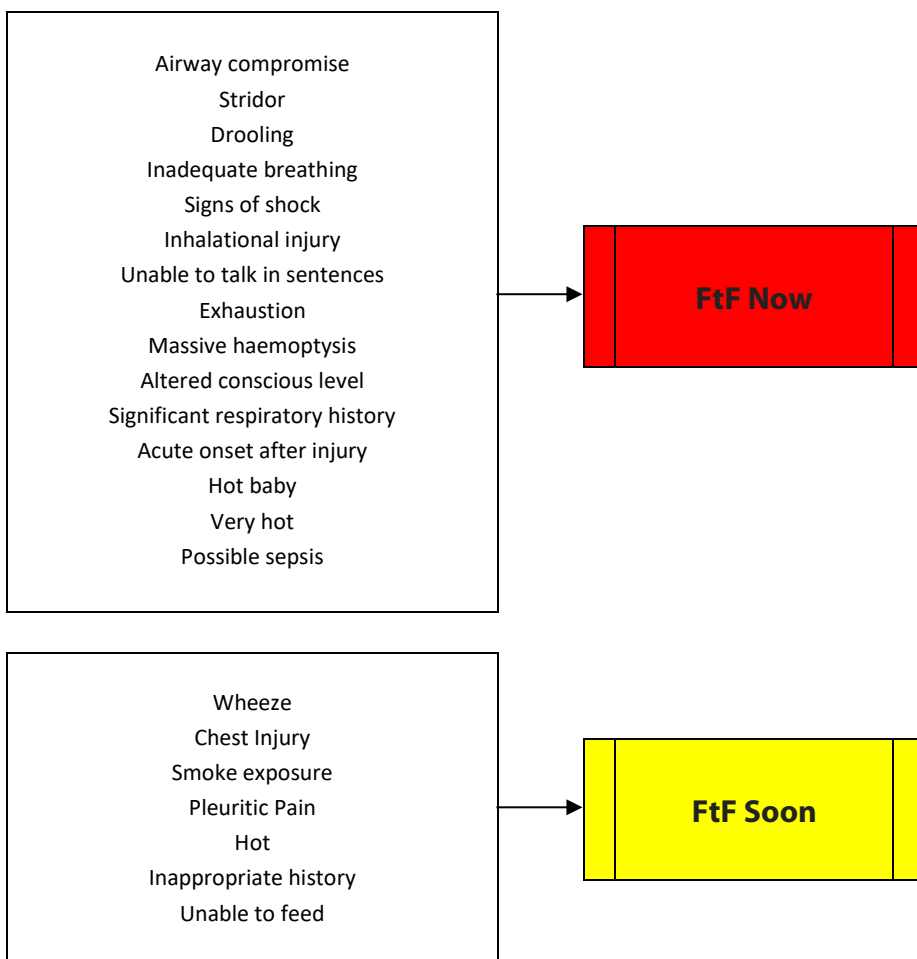 Airway compromise
Stridor
Drooling
Inadequate breathing
Signs of shock
Inhalational injury
Unable to talk in sentences
Exhaustion
Massive haemoptysis
Altered conscious level
Significant respiratory history
Acute onset after injury
Hot baby
Very hot
Possible sepsis
FtF Now
Wheeze
Chest Injury
Smoke exposure
Pleuritic Pain
Hot
Inappropriate history
Unable to feed
FtF Soon